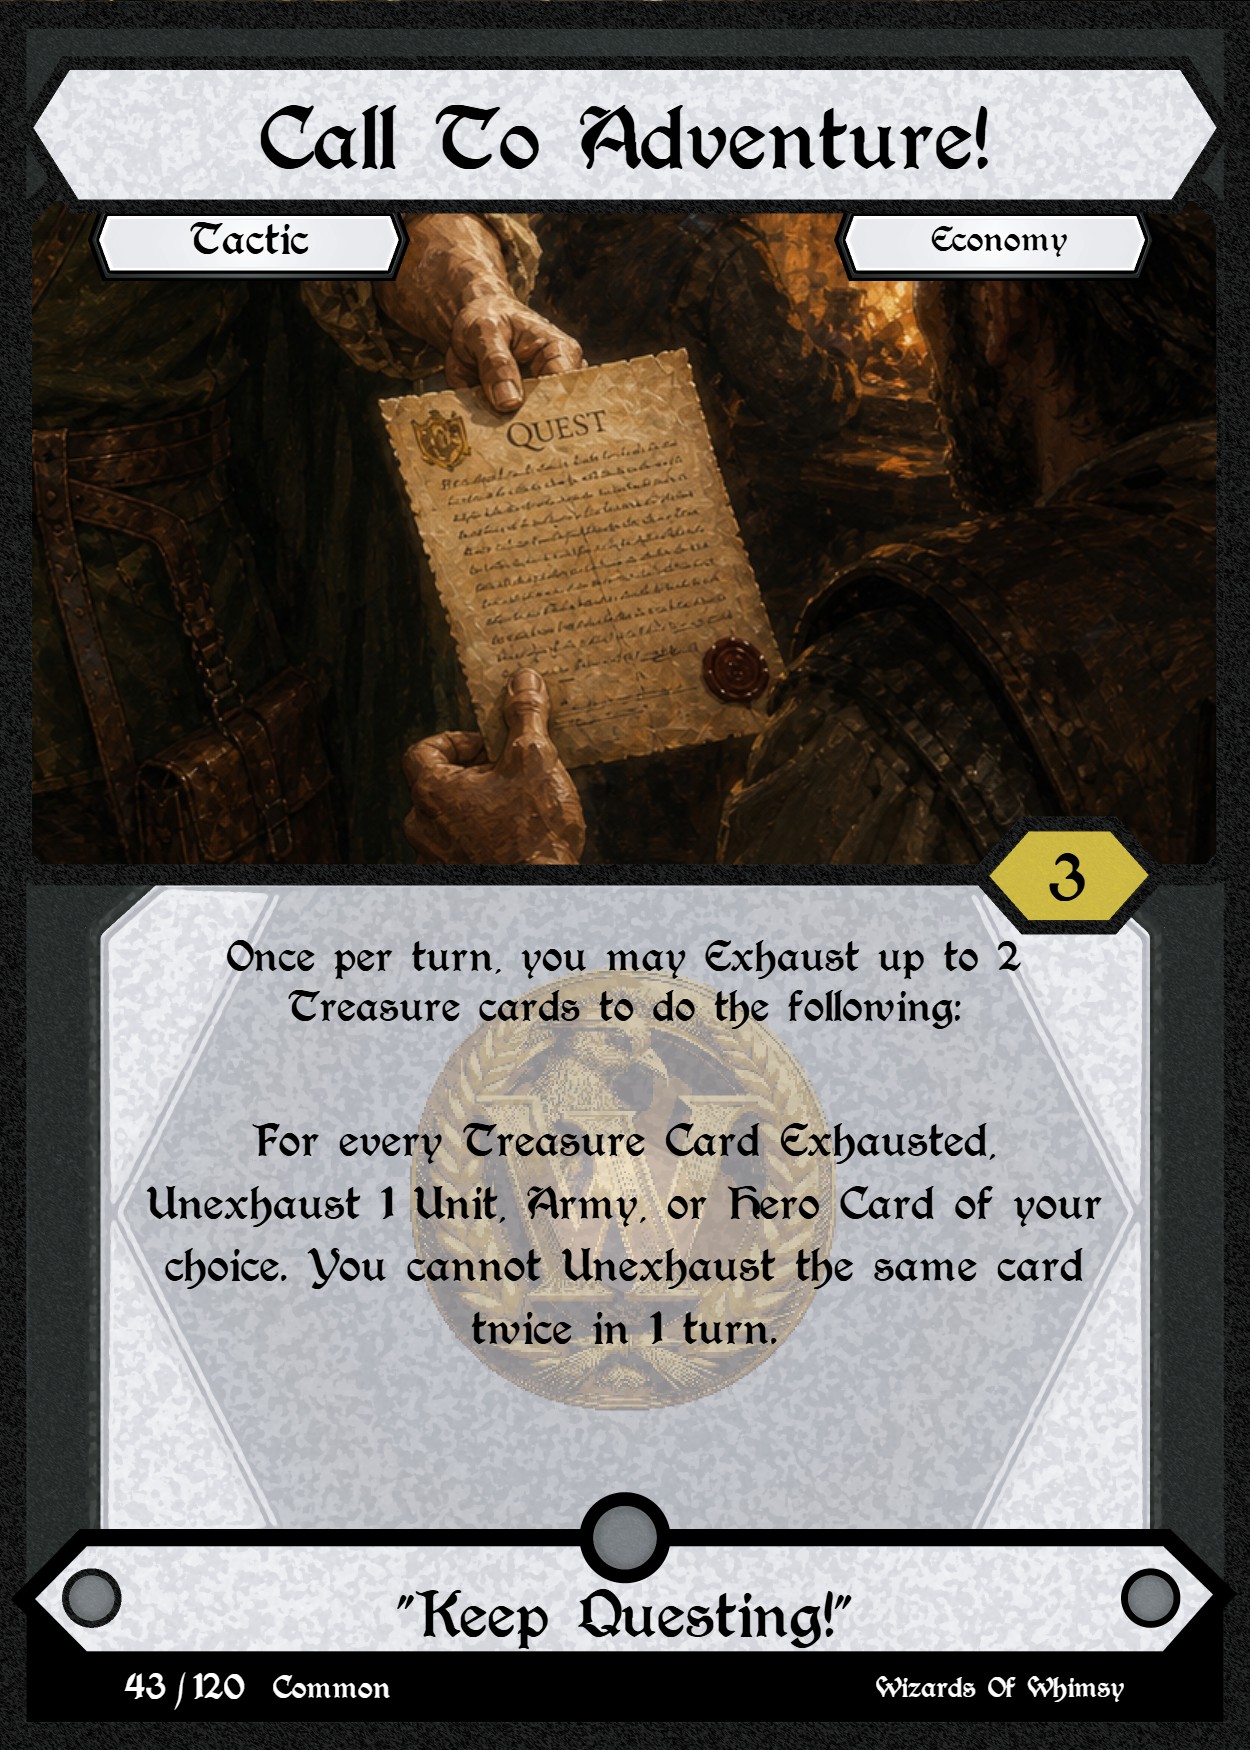 Call To Adventure!
Tactic
Economy
QUEST
3
Once per turn, you may Exhaust up to 2
Treasure cards to do the following:
For every Treasure Card Exhausted,
Unexhaust 1 Unit, Army, or Hero Card of your
choice. You cannot Unexhaust the same card
twice in 1 turn.
W
"Keep Questing!"
43 / 120 Common
Wizards Of Whimsy